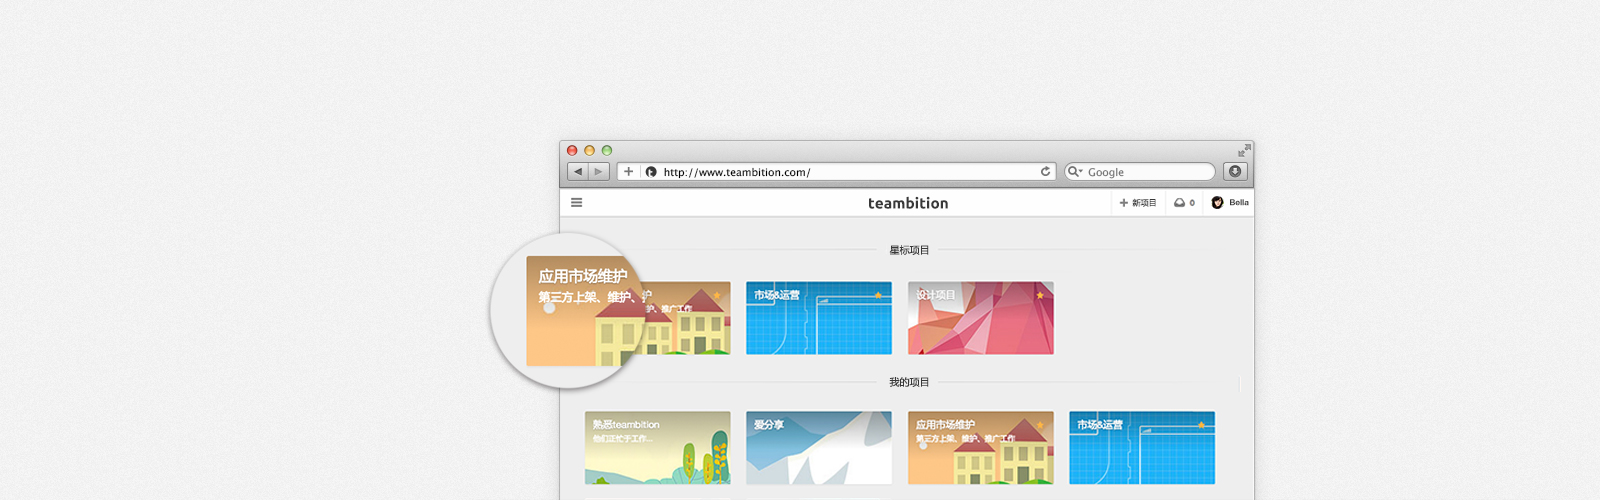 http://www.teambition.com/
Google
teambition
新项目
0
Bella
星标项目
应用市场维护
第三方上架、维护、
护
护、推广工作
市场&运营
设计项目
我的项目
熟悉teambition
他们正忙于工作...
爱分享
应用市场维护
第三方上架、维护、推广工作
市场&运营